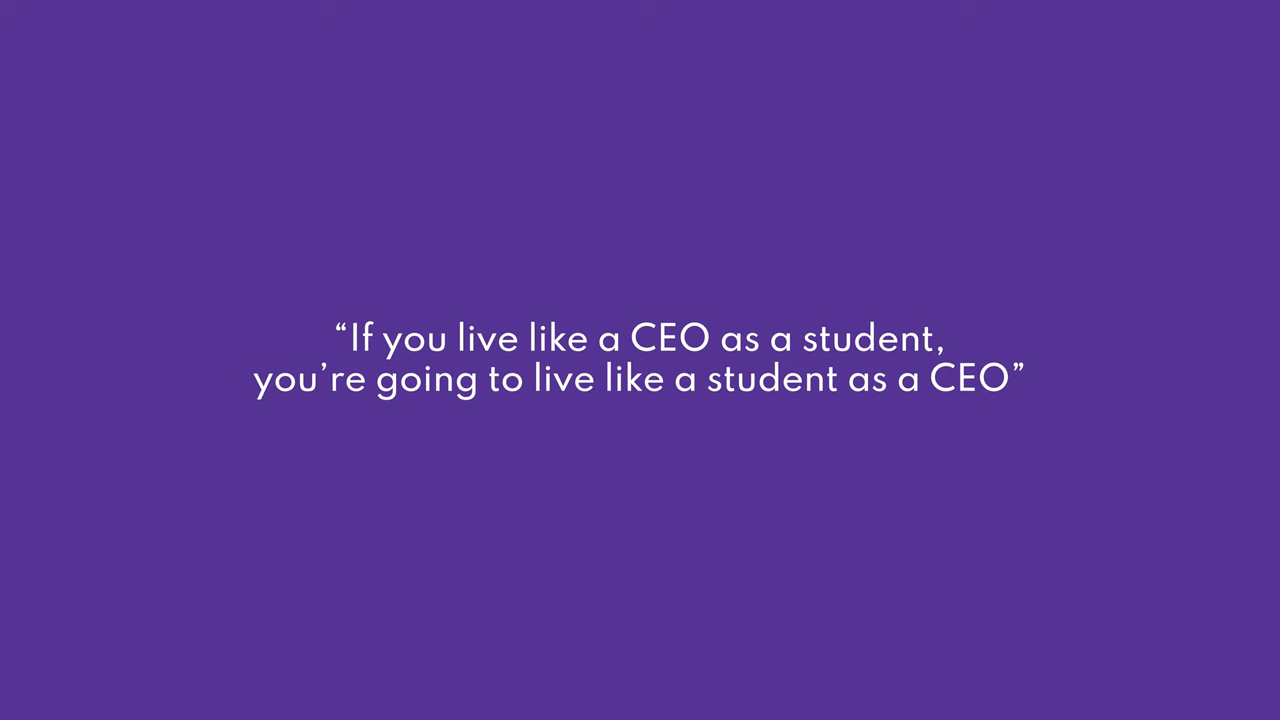 “If you live like a CEO as a student,
you’re going to live like a student as a CEO”